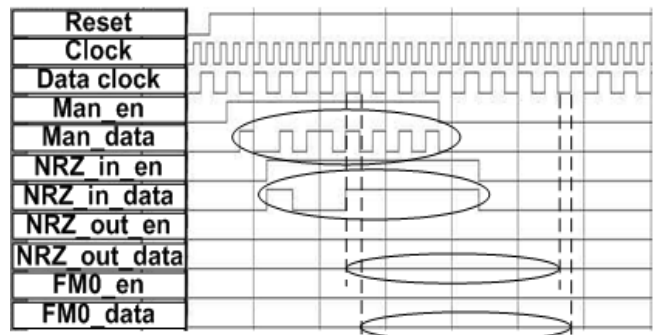 Reset
Clock
Data clock
Man_en
Man_data
NRZ_in_en
NRZ_in_data
NRZ_out_en
NRZ_out_data
FM0_en
FM0_data